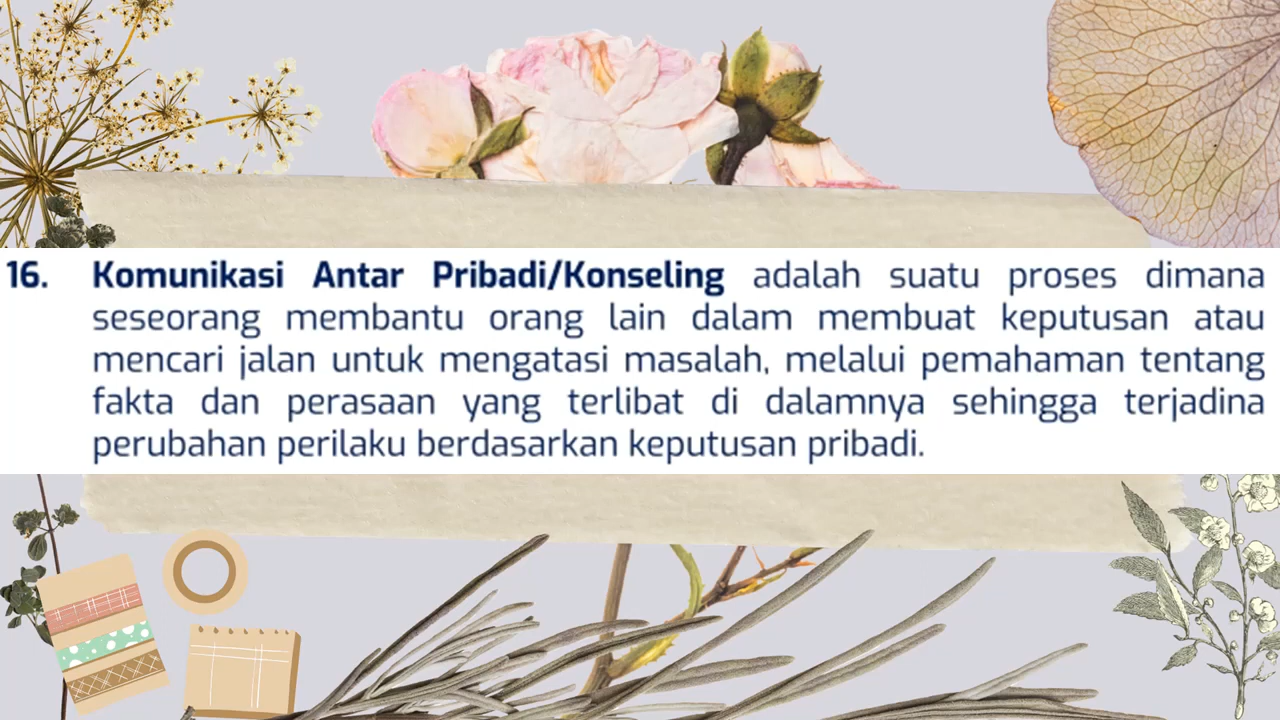 16. Komunikasi Antar Pribadi/Konseling adalah suatu proses dimana
seseorang membantu orang lain dalam membuat keputusan atau
mencari jalan untuk mengatasi masalah, melalui pemahaman tentang
fakta dan perasaan yang terlibat di dalamnya sehingga terjadina
perubahan perilaku berdasarkan keputusan pribadi.